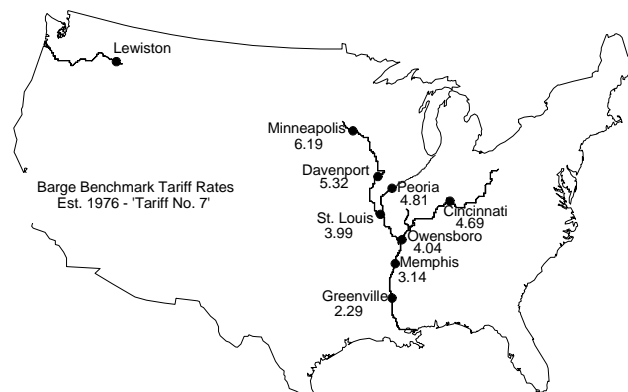 Lewiston
Minneapolis
6.19
Davenport
5.32
Peoria
4.81
Barge Benchmark Tariff Rates
Est. 1976 - 'Tariff No. 7'
Cincinnati
4.69
St. Louis
3.99
Owensboro
4.04
Memphis
3.14
Greenville
2.29